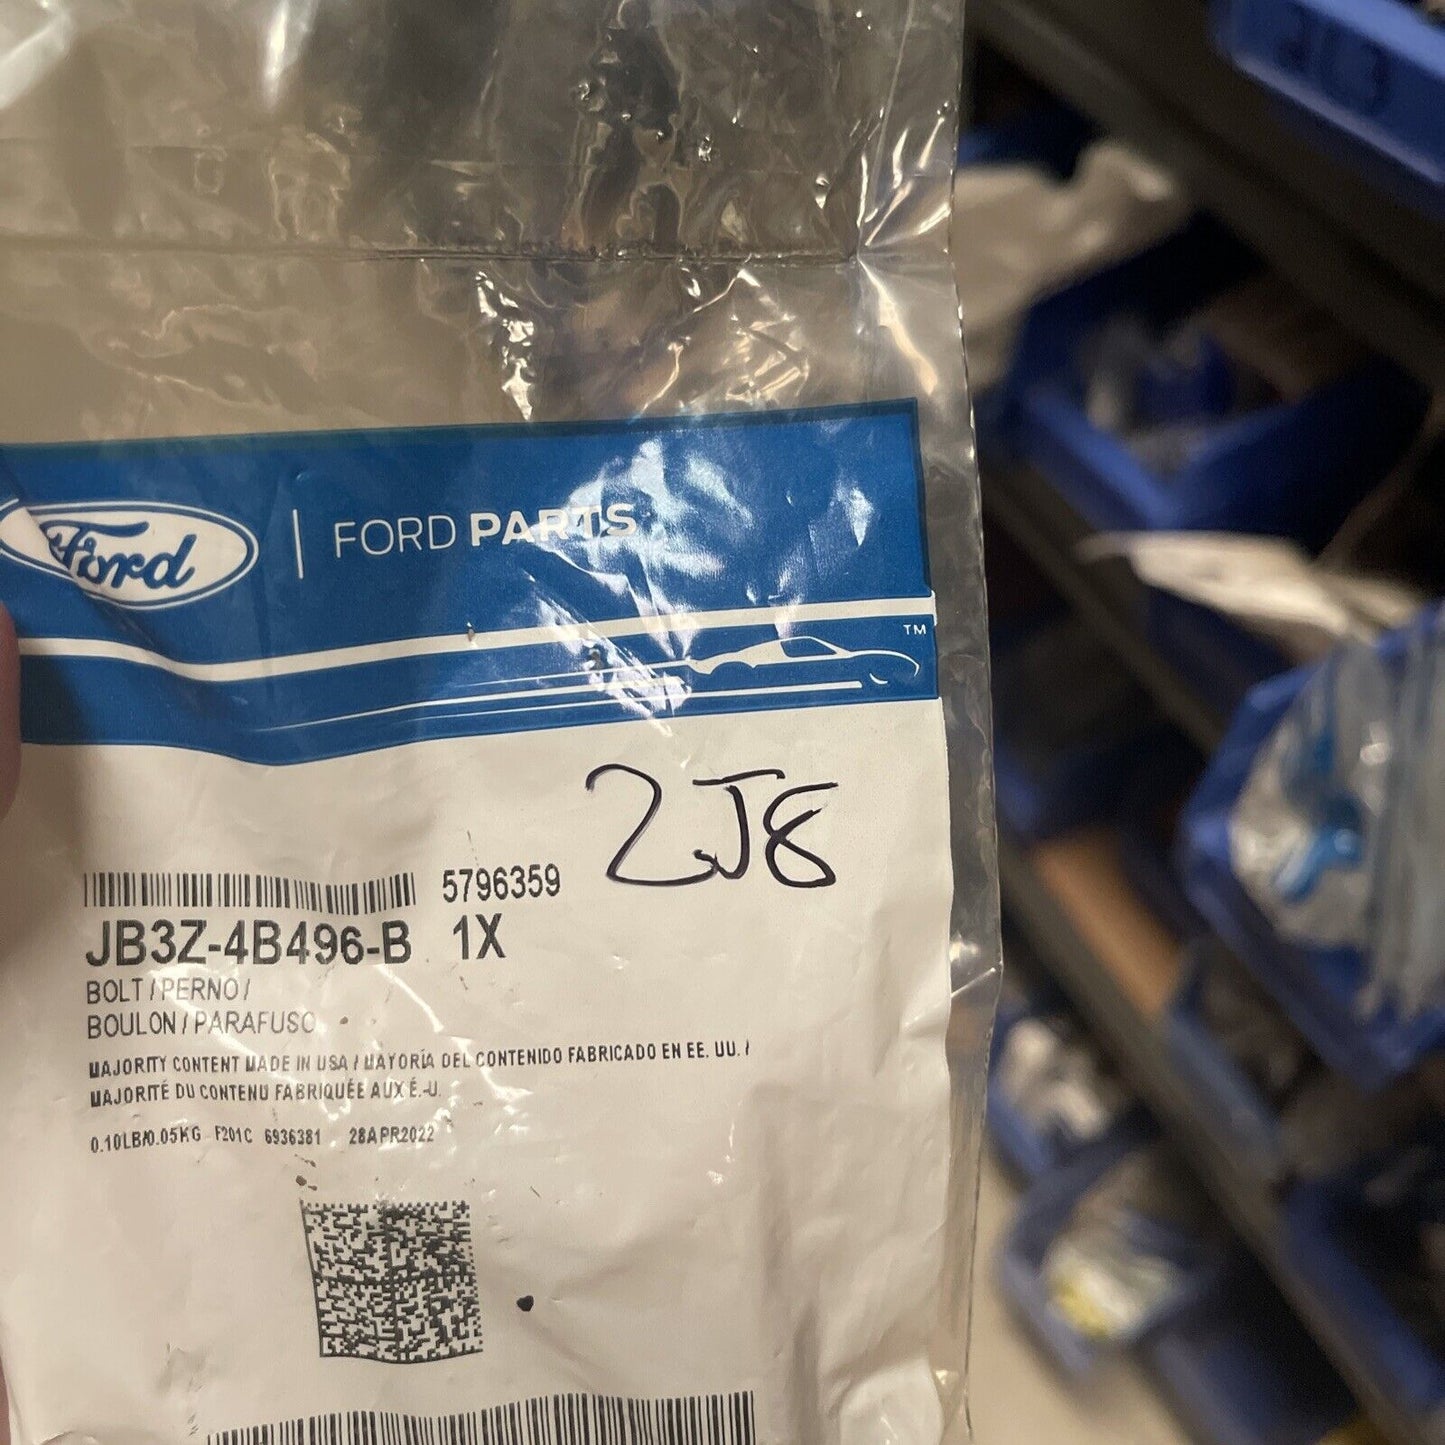 Ford | FORD PARTS
TM
2J8
5796359
JB3Z-4B496-B 1X
BOLT / PERNO /
BOULON / PARAFUSO
MAJORITY CONTENT MADE IN USA / MAYORÍA DEL CONTENIDO FABRICADO EN EE. UU. /
MAJORITÉ DU CONTENU FABRIQUÉE AUX É.-U.
0.10LB/0.05KG F201C 6936381 28APR2022